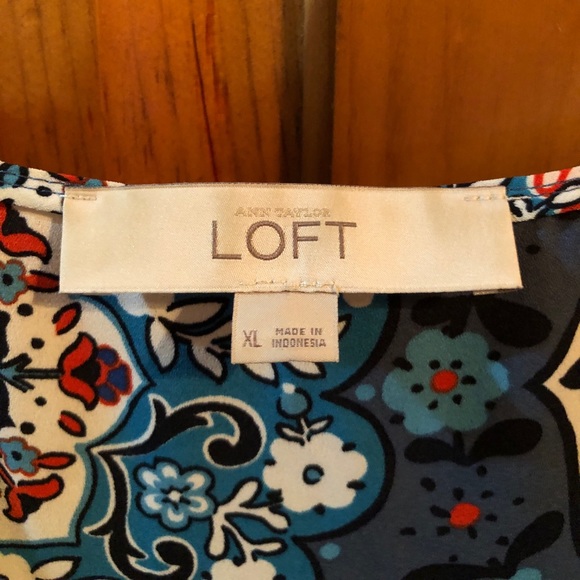 ANN TAYLOR
LOFT
XL
MADE IN
INDONESIA